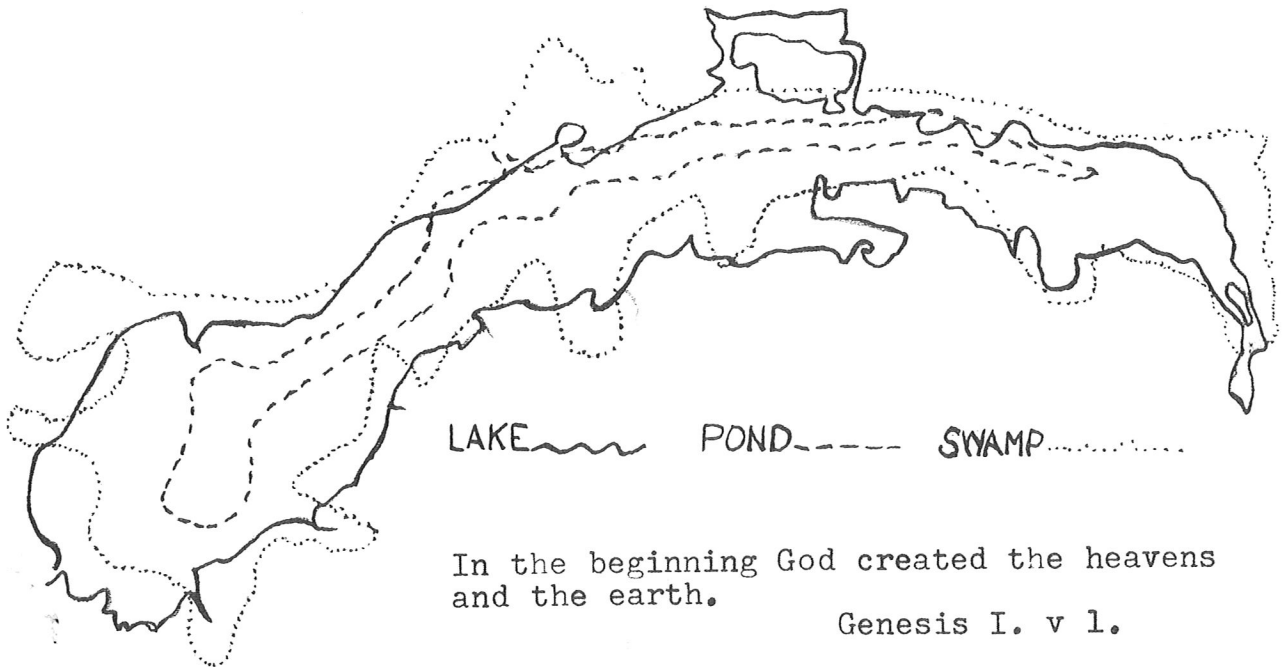 LAKE POND SWAMP
In the beginning God created the heavens
and the earth.
Genesis I. v 1.